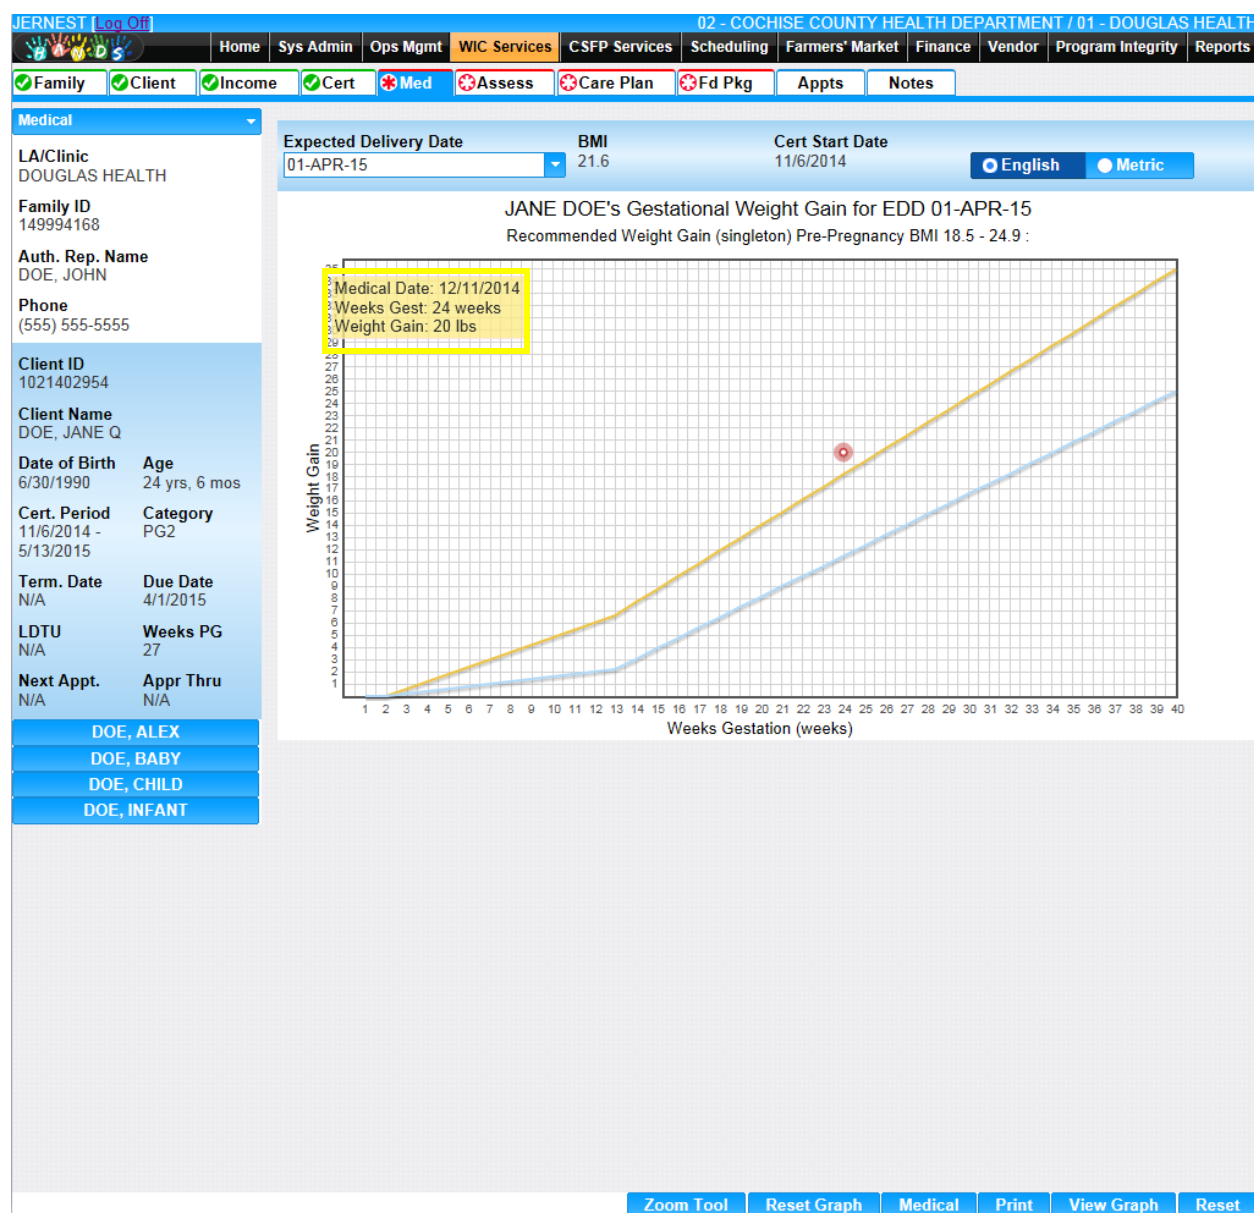 JERNEST [Log Off] 02 - COCHISE COUNTY HEALTH DEPARTMENT / 01 - DOUGLAS HEALTH
HANDS Home Sys Admin Ops Mgmt WIC Services CSFP Services Scheduling Farmers' Market Finance Vendor Program Integrity Reports
Family Client Income Cert Med Assess Care Plan Fd Pkg Appts Notes
Medical
LA/Clinic
DOUGLAS HEALTH
Family ID
149994168
Auth. Rep. Name
DOE, JOHN
Phone
(555) 555-5555
Client ID
1021402954
Client Name
DOE, JANE Q
Date of Birth Age
6/30/1990 24 yrs, 6 mos
Cert. Period Category
11/6/2014 - PG2
5/13/2015
Term. Date Due Date
N/A 4/1/2015
LDTU Weeks PG
N/A 27
Next Appt. Appr Thru
N/A N/A
DOE, ALEX
DOE, BABY
DOE, CHILD
DOE, INFANT
Expected Delivery Date BMI Cert Start Date
01-APR-15 21.6 11/6/2014 English Metric
JANE DOE's Gestational Weight Gain for EDD 01-APR-15
Recommended Weight Gain (singleton) Pre-Pregnancy BMI 18.5 - 24.9 :
Medical Date: 12/11/2014
Weeks Gest: 24 weeks
Weight Gain: 20 lbs
Weight Gain
27
26
25
24
23
22
21
20
19
18
17
16
15
14
13
12
11
10
9
8
7
6
5
4
3
2
1
1 2 3 4 5 6 7 8 9 10 11 12 13 14 15 16 17 18 19 20 21 22 23 24 25 26 27 28 29 30 31 32 33 34 35 36 37 38 39 40
Weeks Gestation (weeks)
Zoom Tool Reset Graph Medical Print View Graph Reset